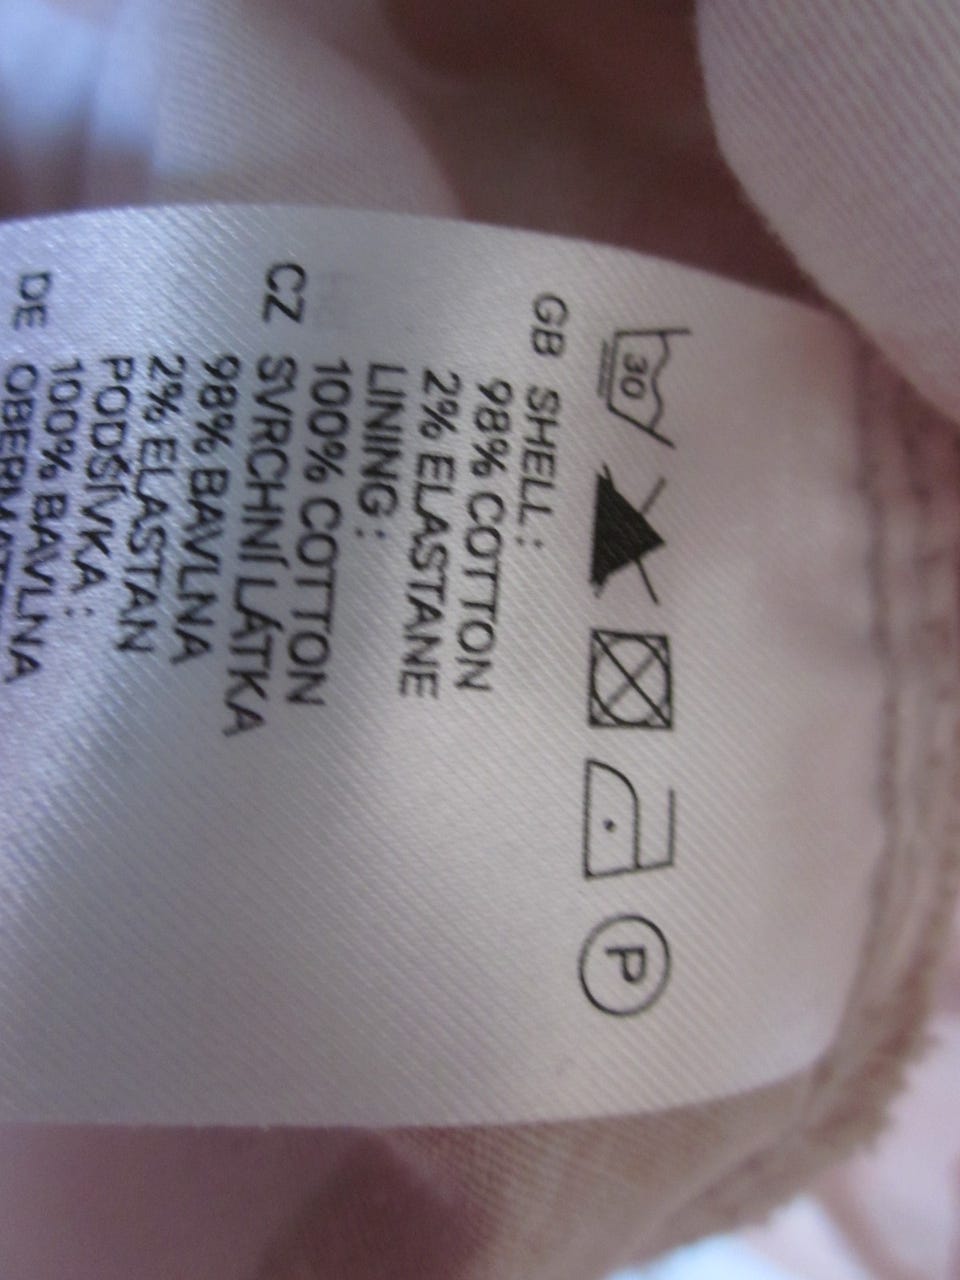 30
P
GB SHELL:
98% COTTON
2% ELASTANE
LINING:
100% COTTON
CZ SVRCHNÍ LÁTKA
98% BAVLNA
2% ELASTAN
PODŠÍVKA:
100% BAVLNA
DE